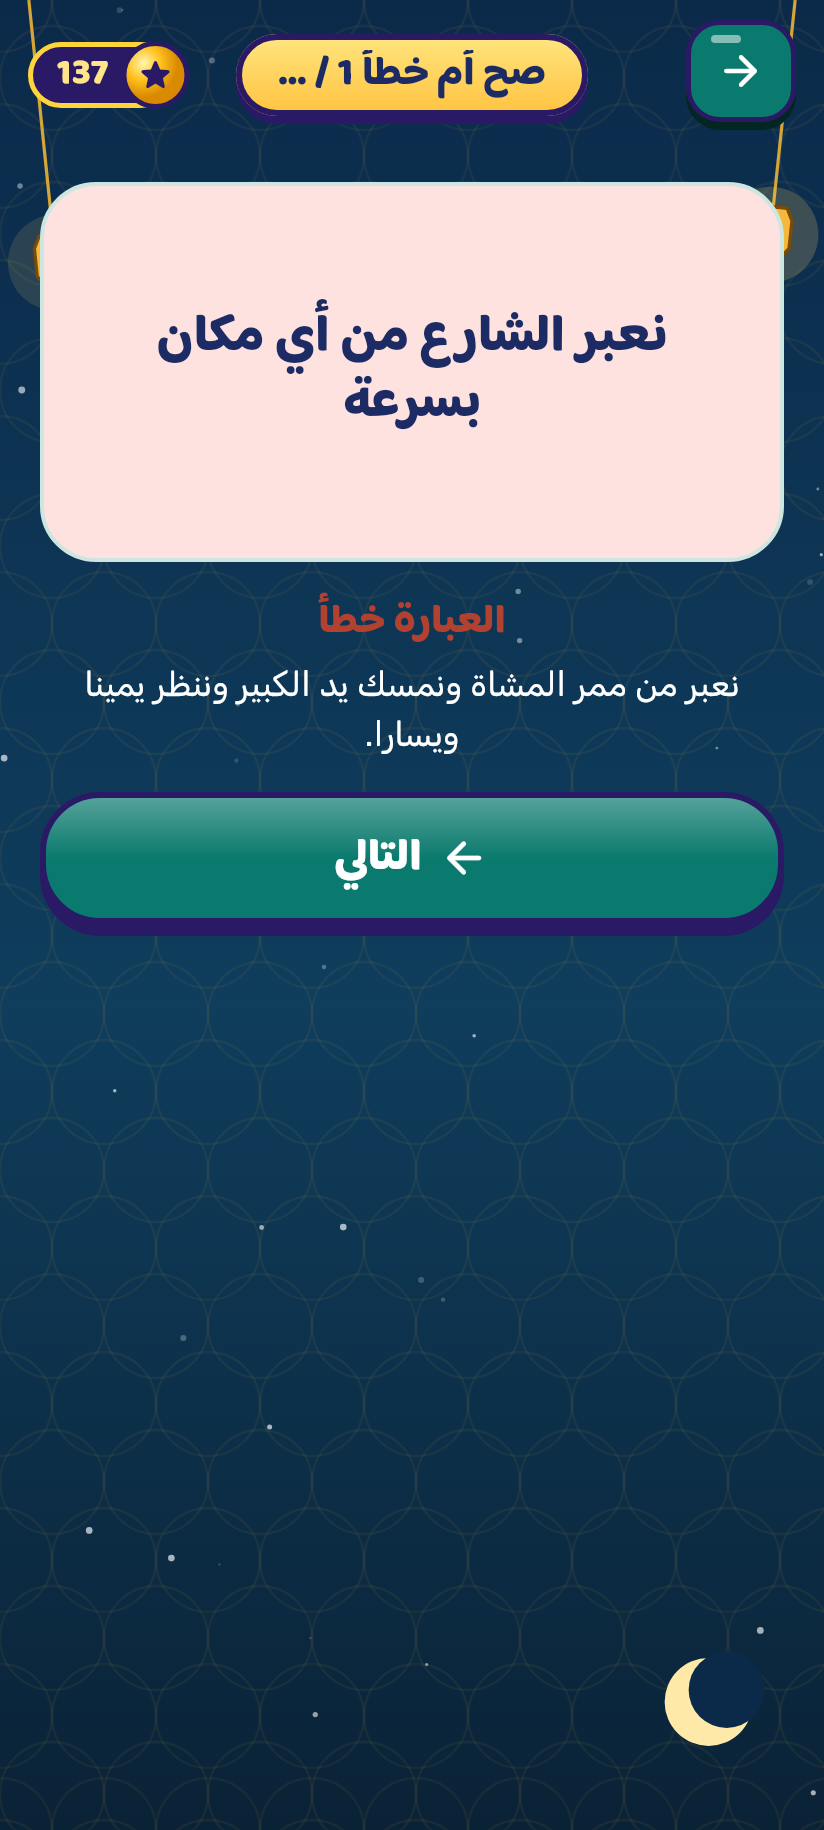 صح أم خطأ 1 / ...
137
نعبر الشارع من أي مكان
بسرعة
العبارة خطأ
نعبر من ممر المشاة ونمسك يد الكبير وننظر يمينا
ويسارا.
التالي